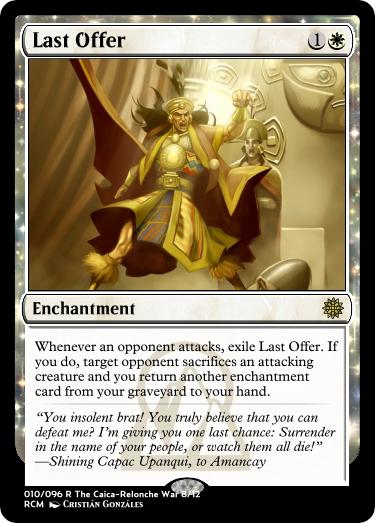 Last Offer 1
Enchantment
Whenever an opponent attacks, exile Last Offer. If
you do, target opponent sacrifices an attacking
creature and you return another enchantment
card from your graveyard to your hand.
“You insolent brat! You truly believe that you can
defeat me? I'm giving you one last chance: Surrender
in the name of your people, or watch them all die!”
—Shining Capac Upanqui, to Amancay
010/096 R The Caica-Relonche War 8/12
RCM Cristián Gonzáles